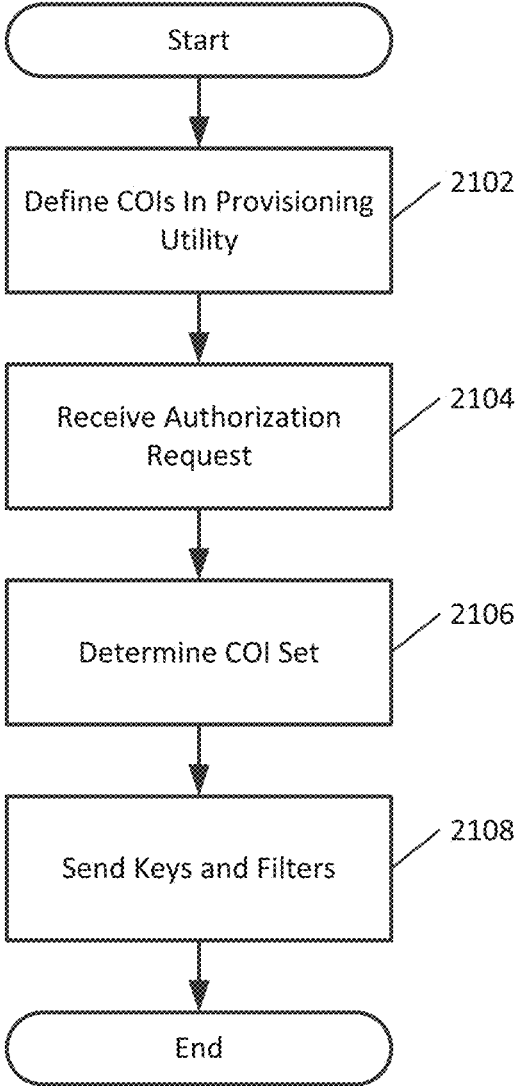 Start
Define COIs In Provisioning
Utility
2102
Receive Authorization
Request
2104
Determine COI Set
2106
Send Keys and Filters
2108
End